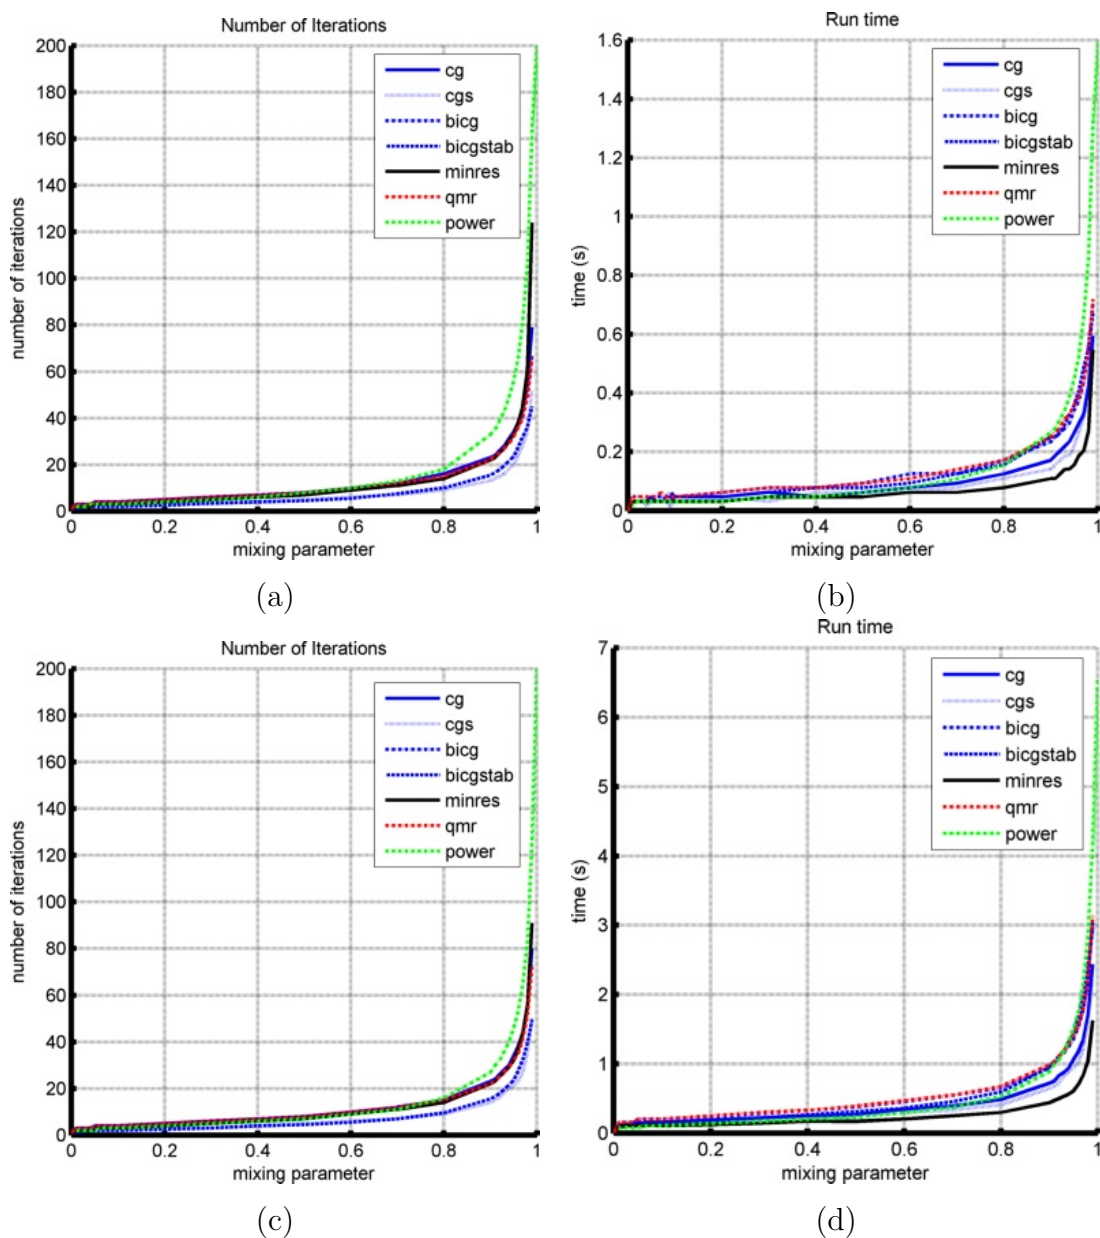 Number of Iterations
200
180
160
140
120
100
80
60
40
20
0
number of iterations
cg
cgs
bicg
bicgstab
minres
qmr
power
0
0.2
0.4
0.6
0.8
1
mixing parameter
(a)
Run time
1.6
1.4
1.2
1
0.8
0.6
0.4
0.2
0
time (s)
cg
cgs
bicg
bicgstab
minres
qmr
power
0
0.2
0.4
0.6
0.8
1
mixing parameter
(b)
Number of Iterations
200
180
160
140
120
100
80
60
40
20
0
number of iterations
cg
cgs
bicg
bicgstab
minres
qmr
power
0
0.2
0.4
0.6
0.8
1
mixing parameter
(c)
Run time
7
6
5
4
3
2
1
0
time (s)
cg
cgs
bicg
bicgstab
minres
qmr
power
0
0.2
0.4
0.6
0.8
1
mixing parameter
(d)